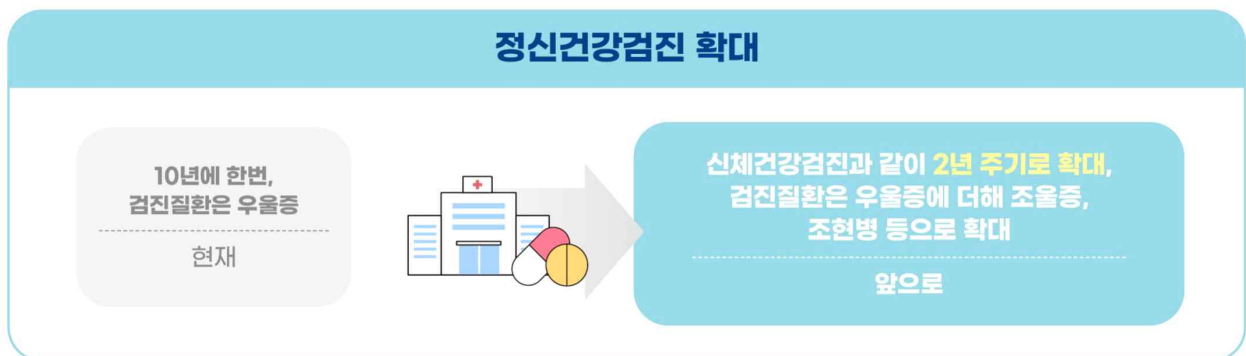 정신건강검진 확대
10년에 한번,
검진질환은 우울증
현재
신체건강검진과 같이 2년 주기로 확대,
검진질환은 우울증에 더해 조울증,
조현병 등으로 확대
앞으로